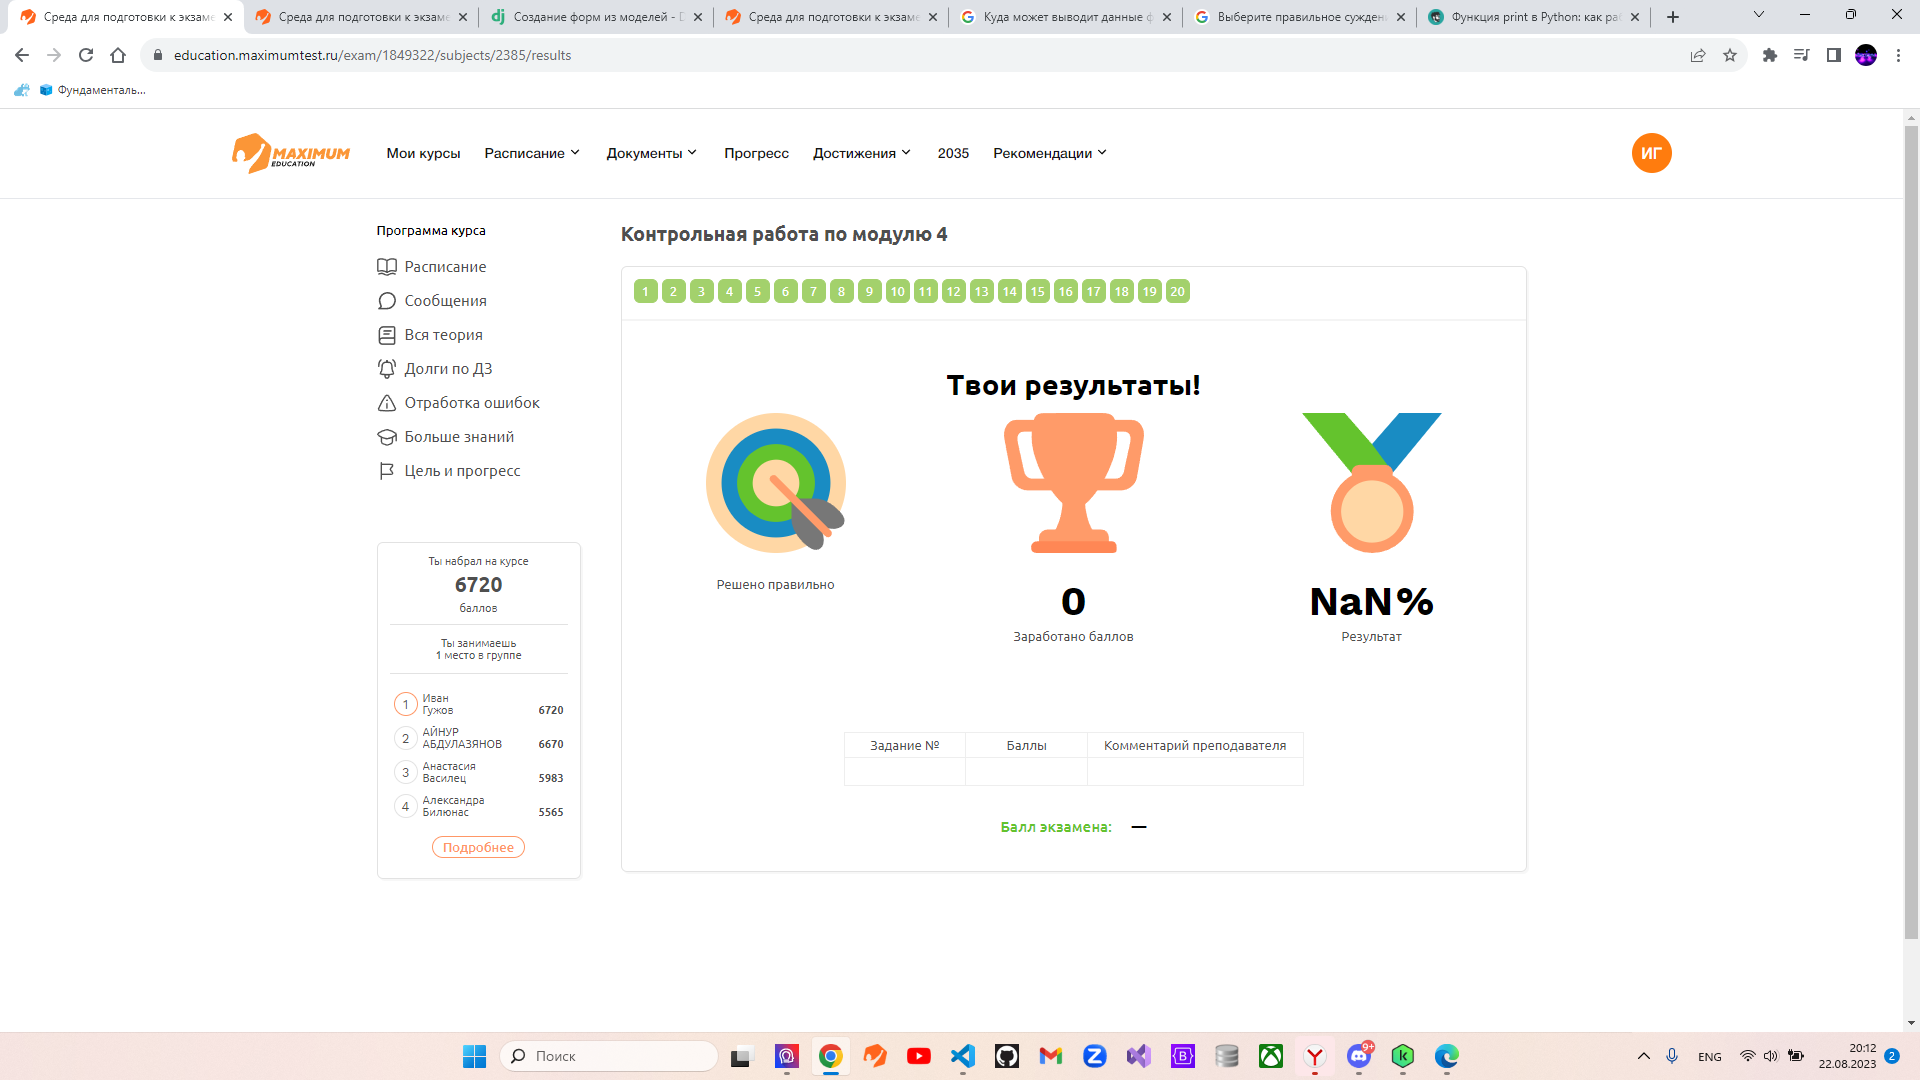 Среда для подготовки к экзаме
Среда для подготовки к экзаме
Создание форм из моделей - D
Среда для подготовки к экзаме
Куда может выводит данные ф
Выберите правильное суждени
Функция print в Python: как ра
education.maximumtest.ru/exam/1849322/subjects/2385/results
Фундаменталь...
MAXIMUM
EDUCATION
Мои курсы
Расписание
Документы
Прогресс
Достижения
2035
Рекомендации
ИГ
Программа курса
Расписание
Сообщения
Вся теория
Долги по ДЗ
Отработка ошибок
Больше знаний
Цель и прогресс
Ты набрал на курсе
6720
баллов
Ты занимаешь
1 место в группе
1 Иван Гужов 6720
2 АЙНУР АБДУЛАЗЯНОВ 6670
3 Анастасия Василец 5983
4 Александра Билюнас 5565
Подробнее
Контрольная работа по модулю 4
1 2 3 4 5 6 7 8 9 10 11 12 13 14 15 16 17 18 19 20
Твои результаты!
Решено правильно
0
Заработано баллов
NaN%
Результат
Задание № Баллы Комментарий преподавателя
Балл экзамена: —
Поиск
9+
ENG
20:12
22.08.2023
2